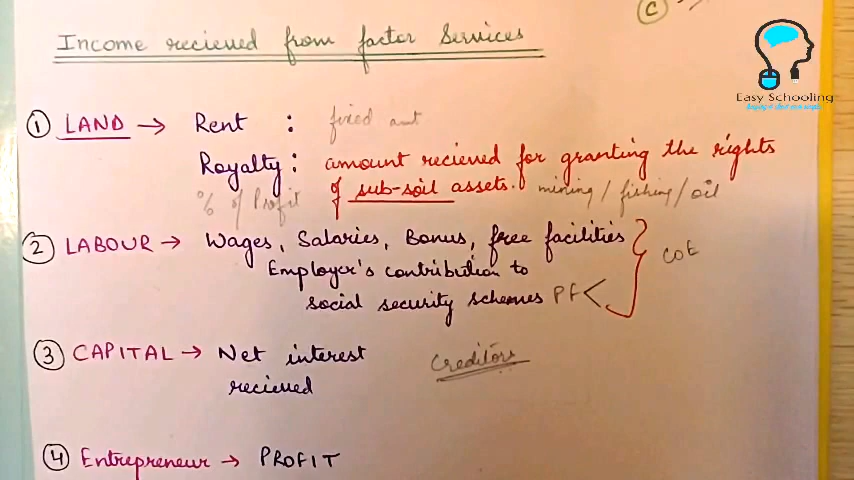 C
Easy Schooling
Income recieved from factor Services
① LAND → Rent : fixed amt
Royalty: amount recieved for granting the rights
% of Profit of sub-soil assets. mining / fishing / oil
② LABOUR → Wages, Salaries, Bonus, free facilities
Employer's contribution to COE
social security schemes PF <
③ CAPITAL → Net interest creditors
recieved
④ Entrepreneur → PROFIT